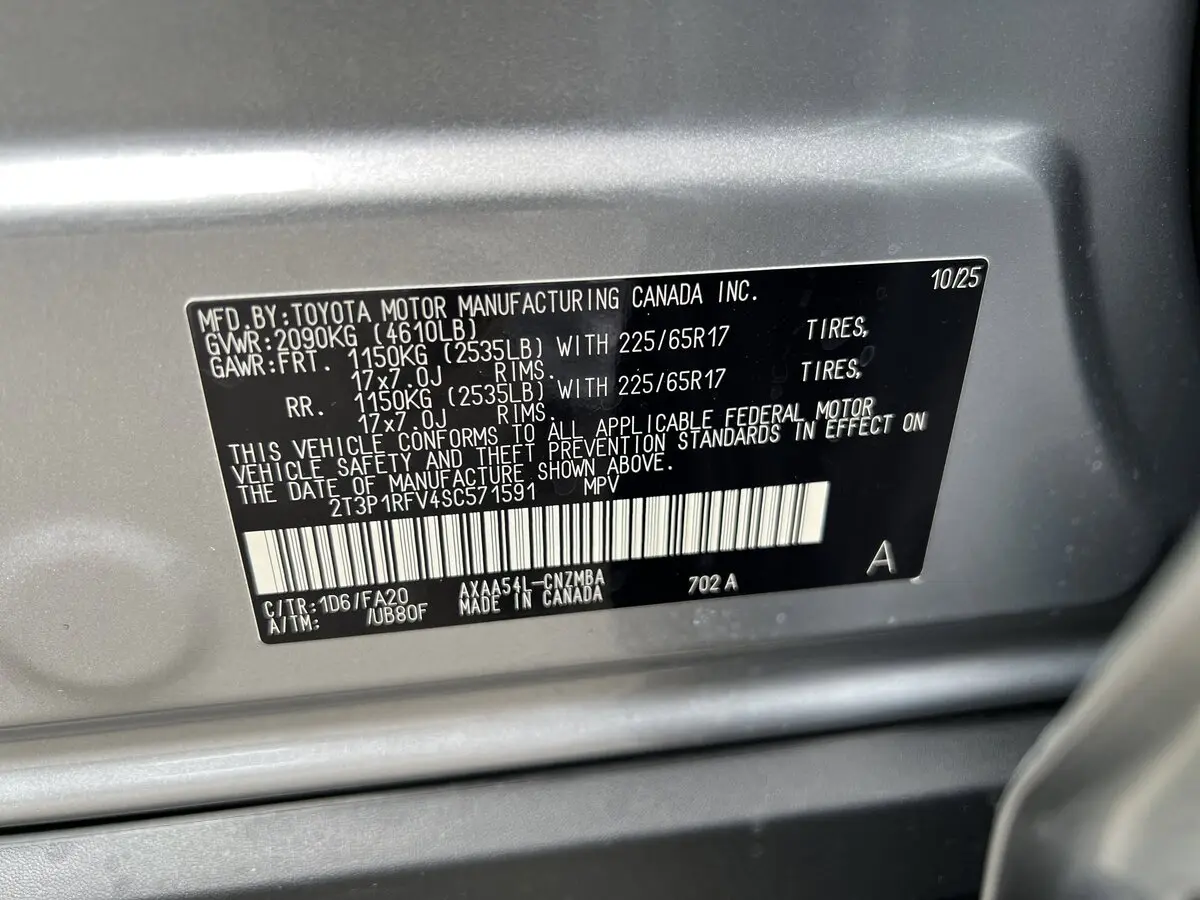 10/25
MFD.BY:TOYOTA MOTOR MANUFACTURING CANADA INC.
GVWR:2090KG (4610LB)
GAWR:FRT. 1150KG (2535LB) WITH 225/65R17 TIRES,
17x7.0J RIMS.
RR. 1150KG (2535LB) WITH 225/65R17 TIRES,
17x7.0J RIMS.
THIS VEHICLE CONFORMS TO ALL APPLICABLE FEDERAL MOTOR
VEHICLE SAFETY AND THEFT PREVENTION STANDARDS IN EFFECT ON
THE DATE OF MANUFACTURE SHOWN ABOVE.
2T3P1RFV4SC571591 MPV
C/TR:1D6/FA20 AXAA54L-CNZMBA 702 A
A/TM: /UB80F MADE IN CANADA
A